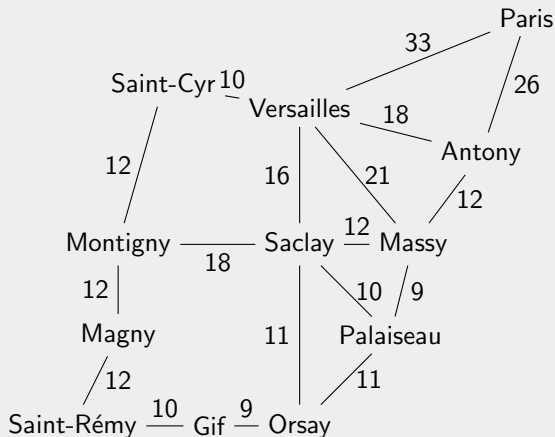 Paris
33
Saint-Cyr 10
26
Versailles
18
Antony
12
16
21
12
Montigny
Saclay
12
Massy
18
12
10
9
Magny
11
Palaiseau
12
11
10
9
Saint-Rémy
Gif
Orsay